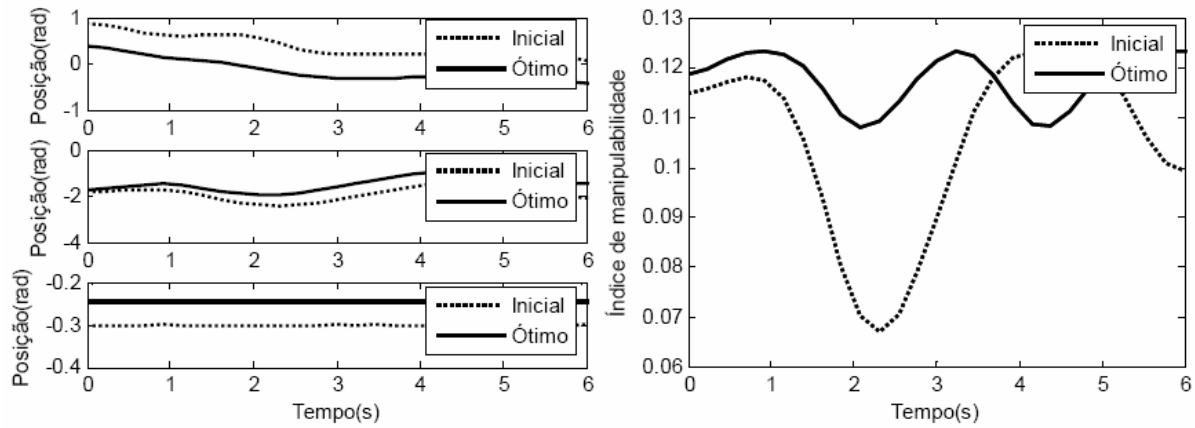 Posição(rad)
1
0
-1
0 1 2 3 4 5 6
Inicial
Ótimo
Posição(rad)
0
-2
-4
0 1 2 3 4 5 6
Inicial
Ótimo
Posição(rad)
-0.2
-0.3
-0.4
0 1 2 3 4 5 6
Inicial
Ótimo
Tempo(s)
Índice de manipulabilidade
0.13
0.12
0.11
0.1
0.09
0.08
0.07
0.06
0 1 2 3 4 5 6
Inicial
Ótimo
Tempo(s)